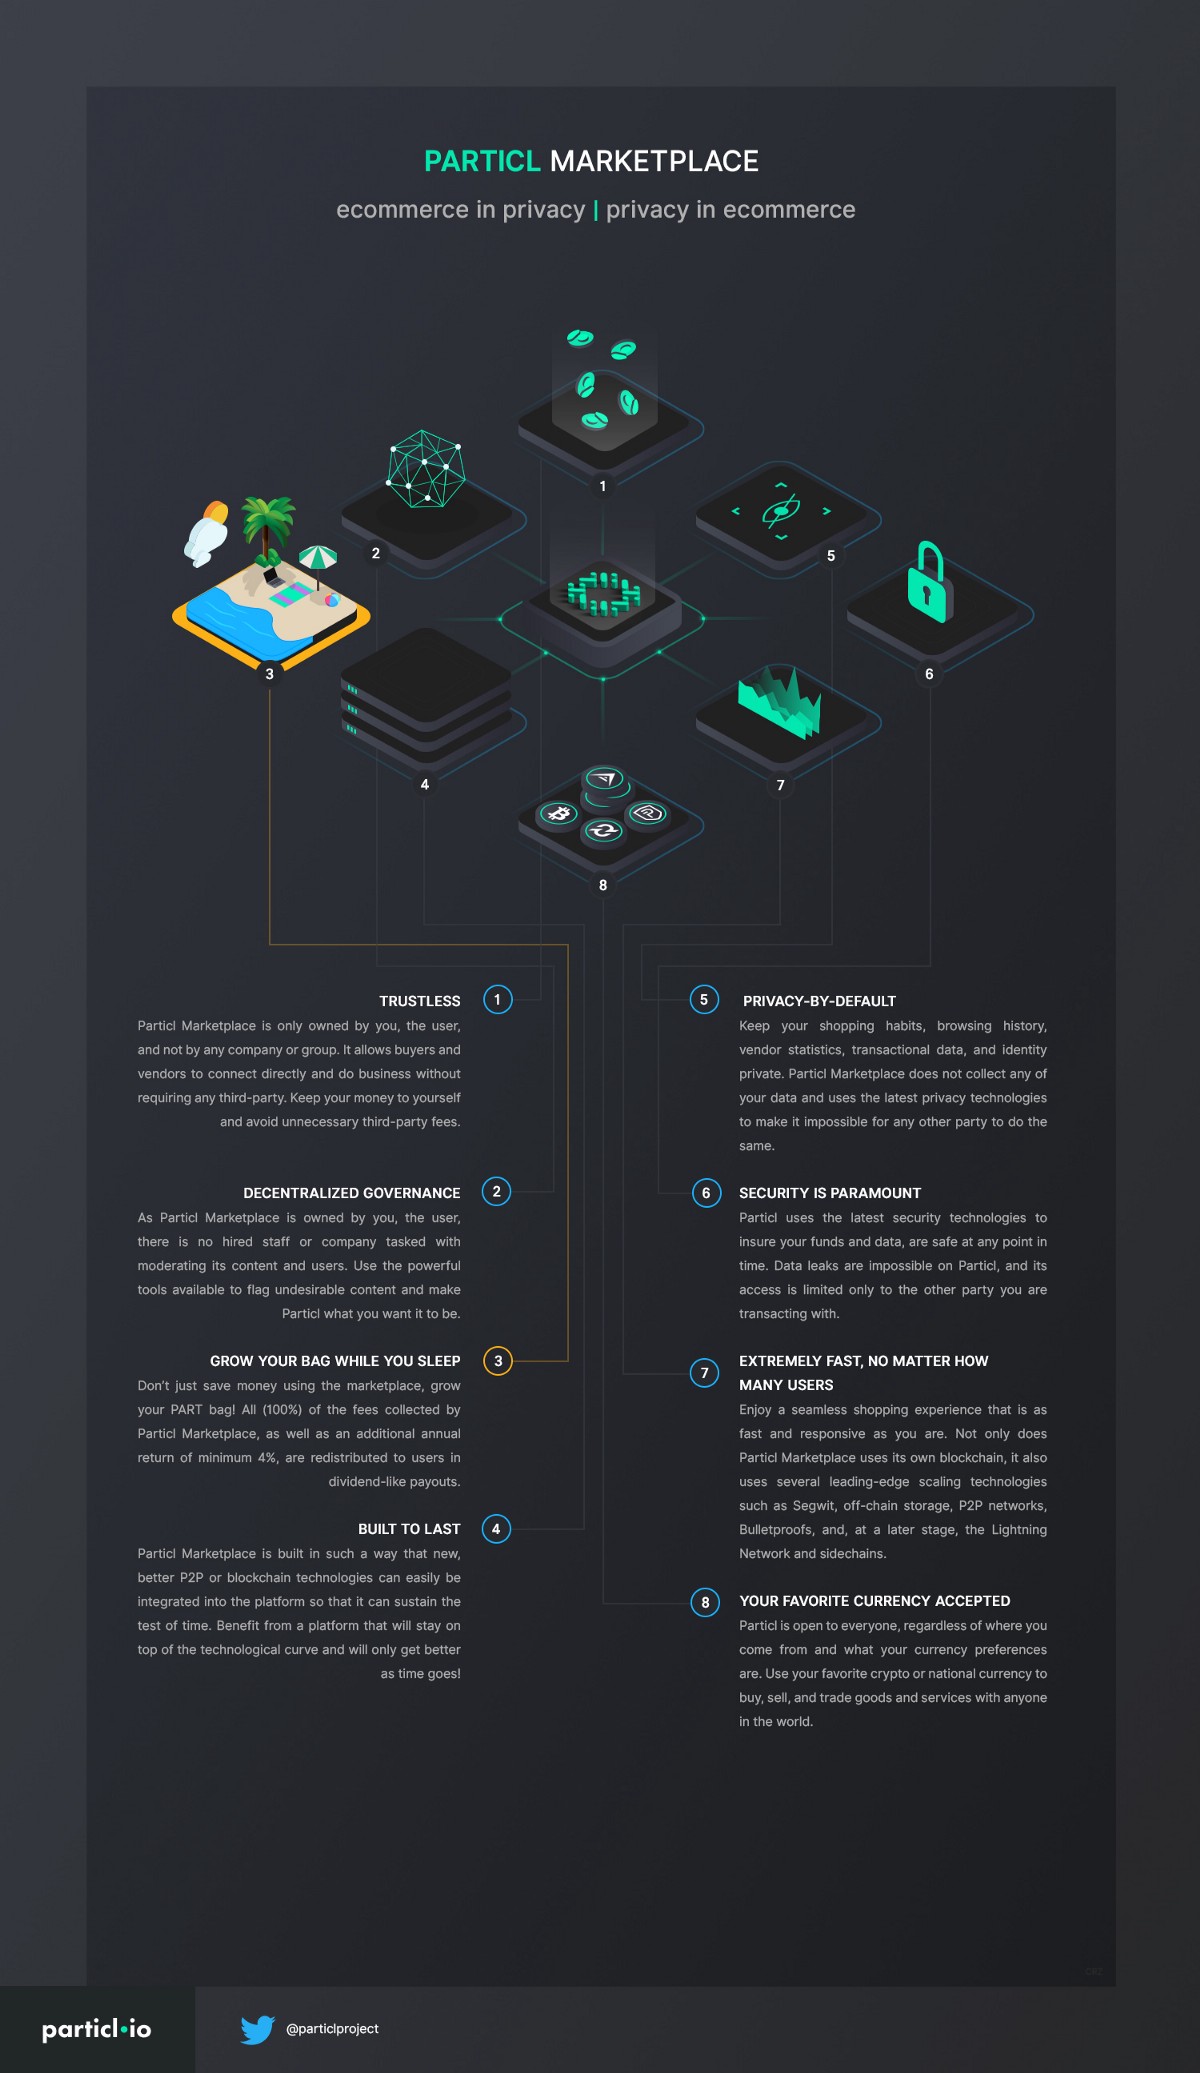 PARTICL MARKETPLACE
ecommerce in privacy | privacy in ecommerce
1
2
5
3
6
4
7
8
1
TRUSTLESS
Particl Marketplace is only owned by you, the user,
and not by any company or group. It allows buyers and
vendors to connect directly and do business without
requiring any third-party. Keep your money to yourself
and avoid unnecessary third-party fees.
2
DECENTRALIZED GOVERNANCE
As Particl Marketplace is owned by you, the user,
there is no hired staff or company tasked with
moderating its content and users. Use the powerful
tools available to flag undesirable content and make
Particl what you want it to be.
3
GROW YOUR BAG WHILE YOU SLEEP
Don't just save money using the marketplace, grow
your PART bag! All (100%) of the fees collected by
Particl Marketplace, as well as an additional annual
return of minimum 4%, are redistributed to users in
dividend-like payouts.
4
BUILT TO LAST
Particl Marketplace is built in such a way that new,
better P2P or blockchain technologies can easily be
integrated into the platform so that it can sustain the
test of time. Benefit from a platform that will stay on
top of the technological curve and will only get better
as time goes!
5
PRIVACY-BY-DEFAULT
Keep your shopping habits, browsing history,
vendor statistics, transactional data, and identity
private. Particl Marketplace does not collect any of
your data and uses the latest privacy technologies
to make it impossible for any other party to do the
same.
6
SECURITY IS PARAMOUNT
Particl uses the latest security technologies to
insure your funds and data, are safe at any point in
time. Data leaks are impossible on Particl, and its
access is limited only to the other party you are
transacting with.
7
EXTREMELY FAST, NO MATTER HOW
MANY USERS
Enjoy a seamless shopping experience that is as
fast and responsive as you are. Not only does
Particl Marketplace uses its own blockchain, it also
uses several leading-edge scaling technologies
such as Segwit, off-chain storage, P2P networks,
Bulletproofs, and, at a later stage, the Lightning
Network and sidechains.
8
YOUR FAVORITE CURRENCY ACCEPTED
Particl is open to everyone, regardless of where you
come from and what your currency preferences
are. Use your favorite crypto or national currency to
buy, sell, and trade goods and services with anyone
in the world.
particl•io
@particlproject